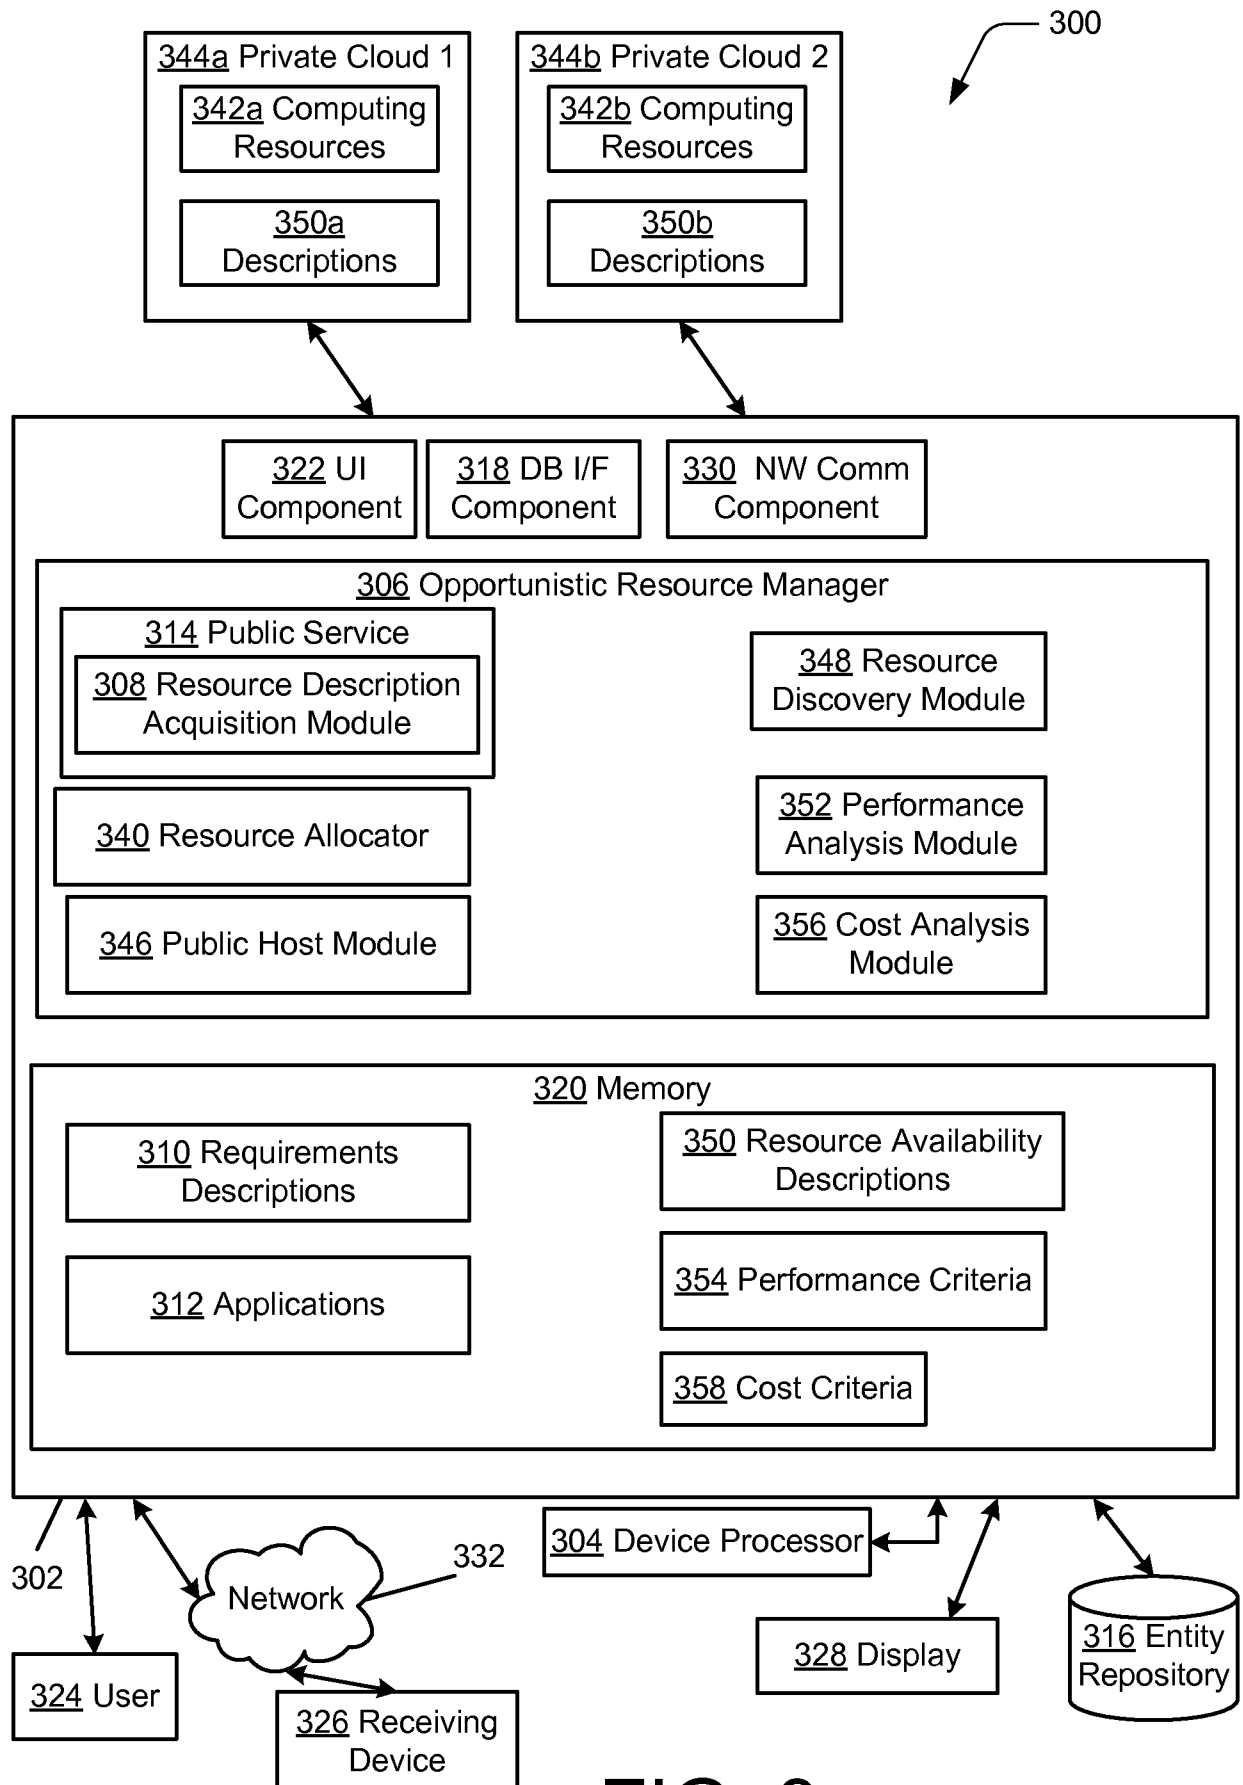 300
344a Private Cloud 1
342a Computing
Resources
350a
Descriptions
344b Private Cloud 2
342b Computing
Resources
350b
Descriptions
322 UI
Component
318 DB I/F
Component
330 NW Comm
Component
306 Opportunistic Resource Manager
314 Public Service
308 Resource Description
Acquisition Module
348 Resource
Discovery Module
340 Resource Allocator
352 Performance
Analysis Module
346 Public Host Module
356 Cost Analysis
Module
320 Memory
310 Requirements
Descriptions
350 Resource Availability
Descriptions
312 Applications
354 Performance Criteria
358 Cost Criteria
302
304 Device Processor
332
Network
316 Entity
Repository
328 Display
324 User
326 Receiving
Device
FIG.